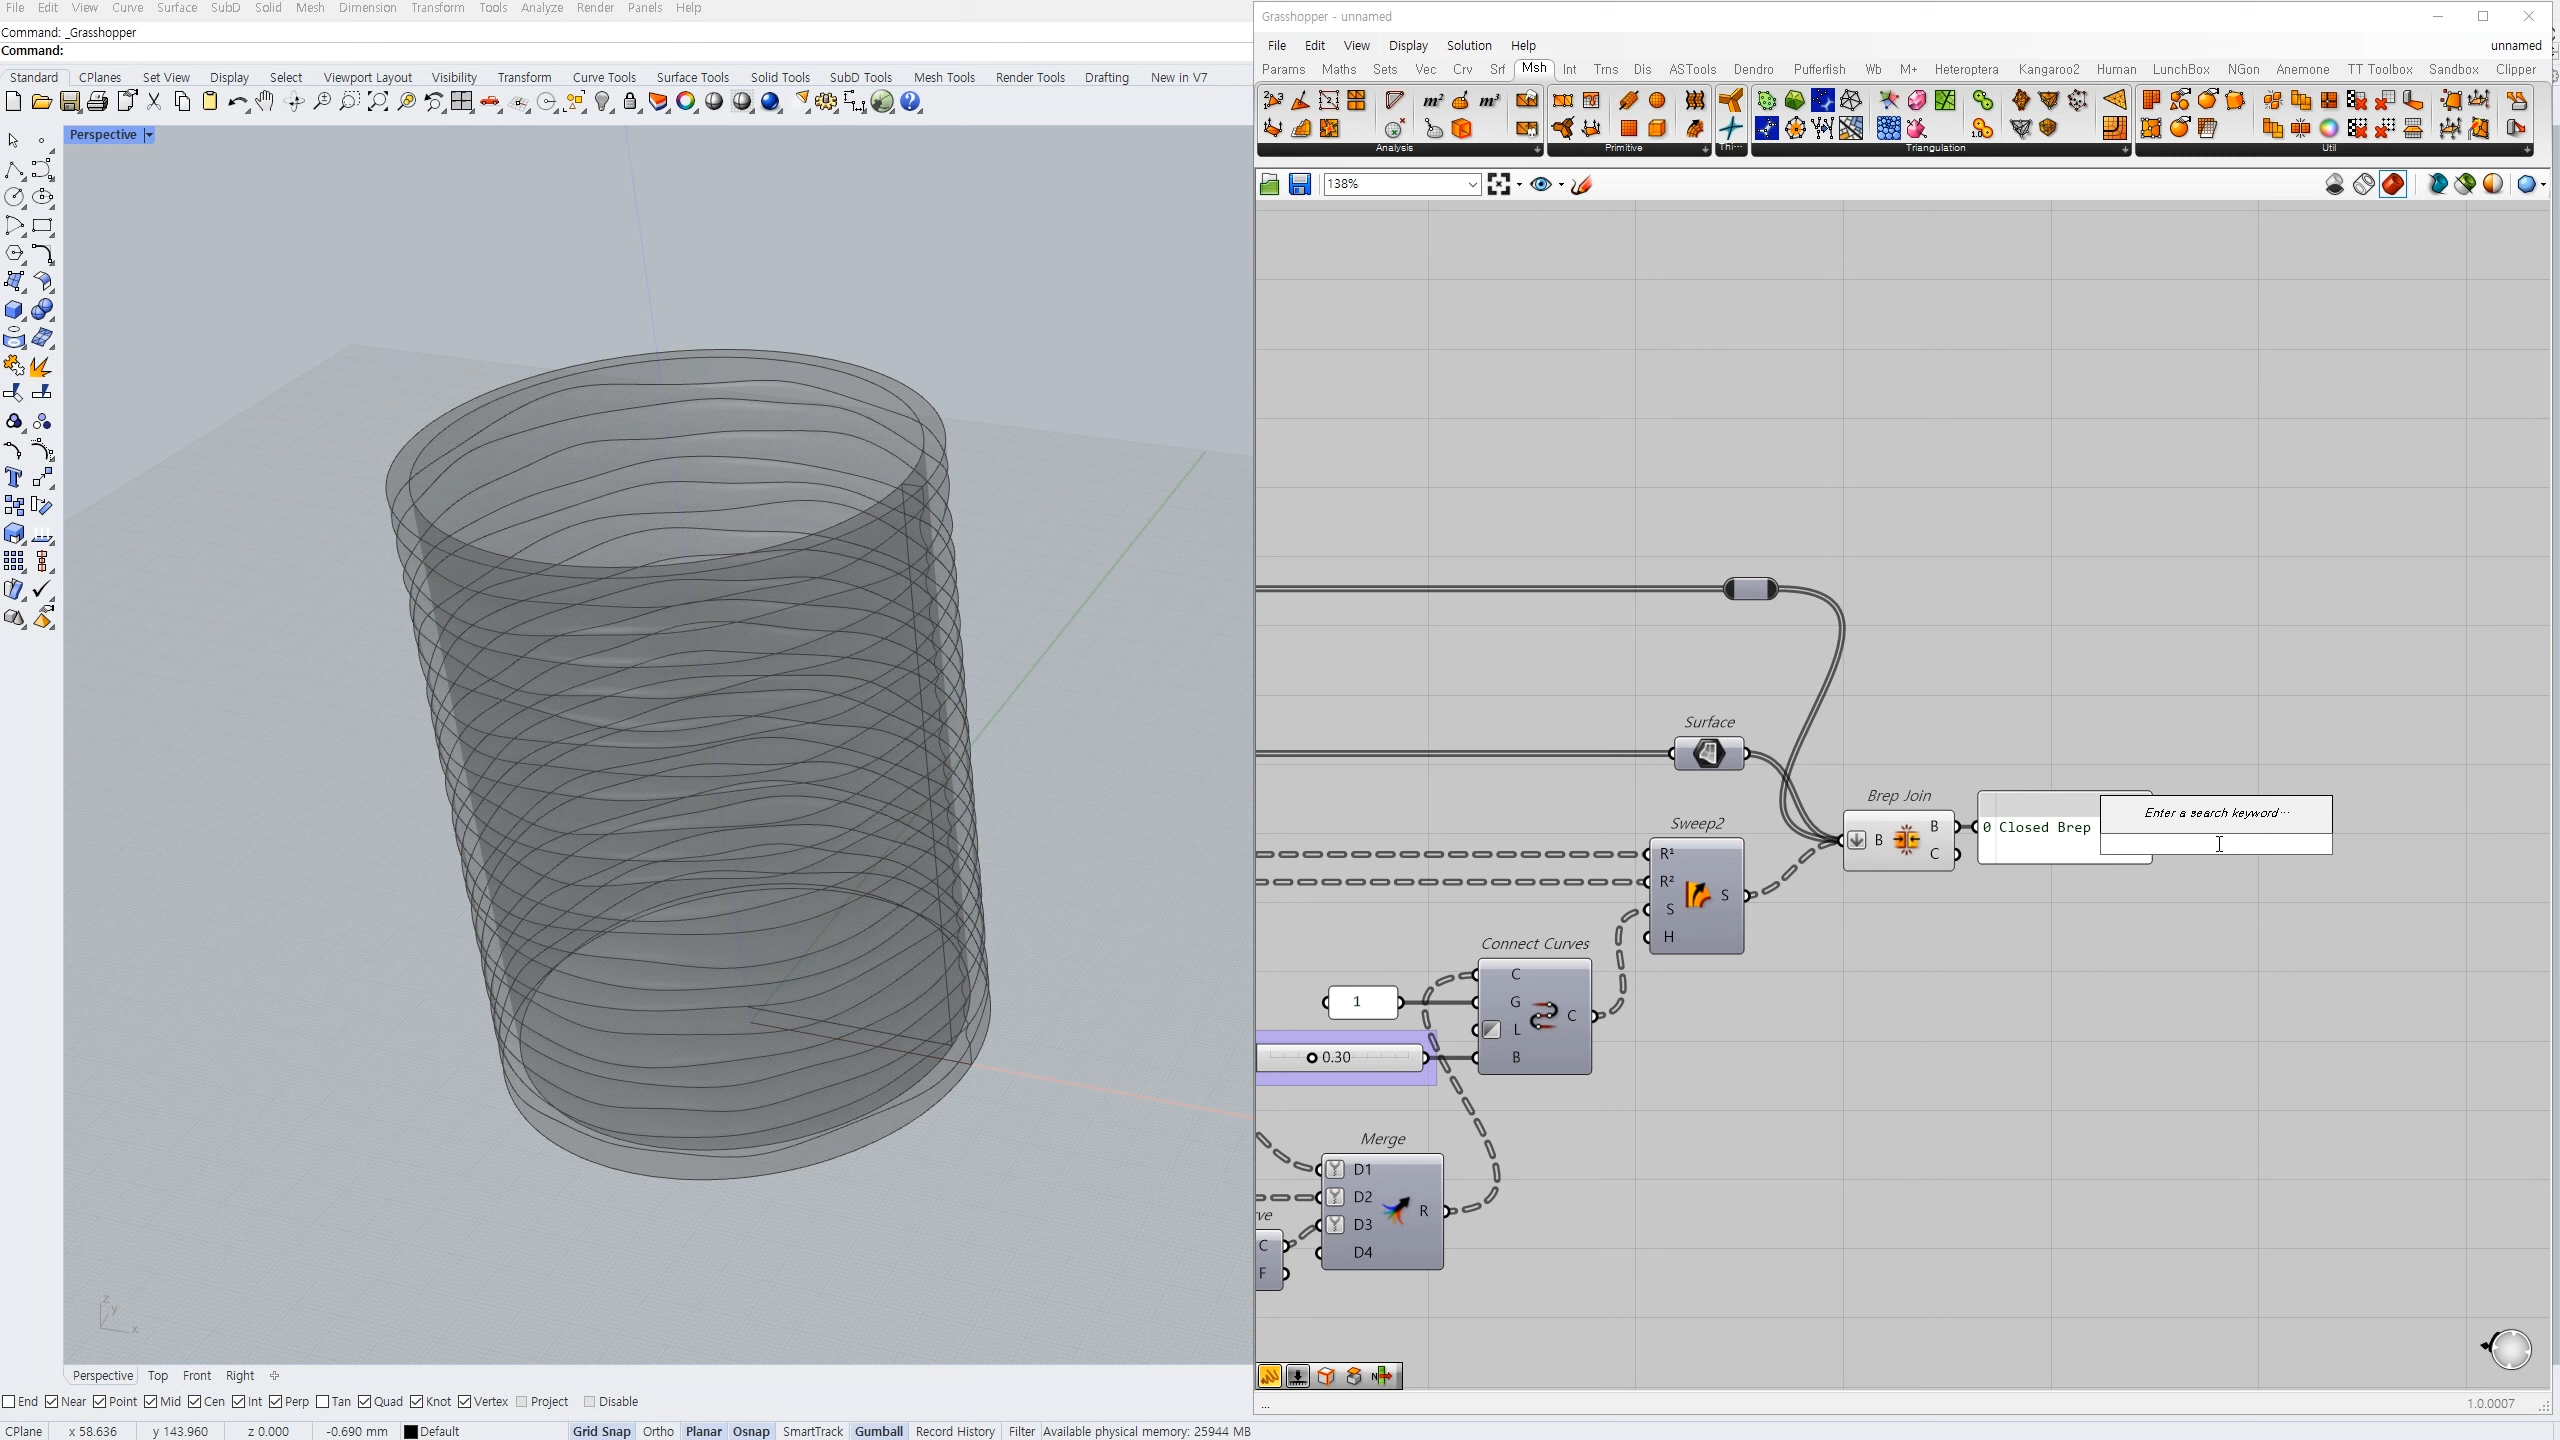 File Edit View Curve Surface SubD Solid Mesh Dimension Transform Tools Analyze Render Panels Help
Command: _Grasshopper
Command:
Standard CPlanes Set View Display Select Viewport Layout Visibility Transform Curve Tools Surface Tools Solid Tools SubD Tools Mesh Tools Render Tools Drafting New in V7
Perspective
z
y
x
Perspective Top Front Right
End Near Point Mid Cen Int Perp Tan Quad Knot Vertex Project Disable
CPlane x 58.636 y 143.960 z 0.000 -0.690 mm Default Grid Snap Ortho Planar Osnap SmartTrack Gumball Record History Filter Available physical memory: 25944 MB
Grasshopper - unnamed
File Edit View Display Solution Help unnamed
Params Maths Sets Vec Crv Srf Msh Int Trns Dis ASTools Dendro Pufferfish Wb M+ Heteroptera Kangaroo2 Human LunchBox NGon Anemone TT Toolbox Sandbox Clipper
Analysis Primitive Thi··· Triangulation Util
138%
Surface
Brep Join
B B
C
0 Closed Brep
Enter a search keyword···
Sweep2
R¹
R²
S
H
S
Connect Curves
C
G
L
B
C
1
0.30
Merge
D1
D2
D3
D4
R
ve
C
F
... 1.0.0007